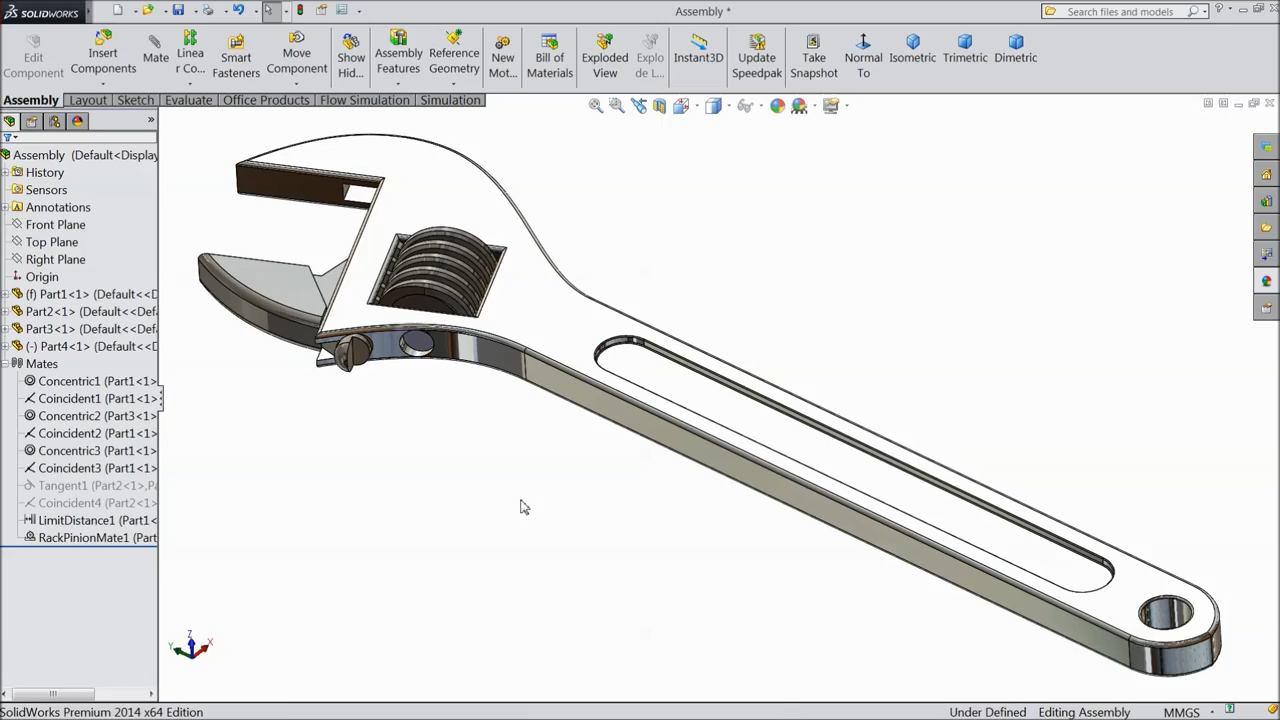 SOLIDWORKS
Assembly *
Search files and models
Edit Component
Insert Components
Mate
Linea r Co...
Smart Fasteners
Move Component
Show Hid...
Assembly Features
Reference Geometry
New Mot...
Bill of Materials
Exploded View
Explo de L...
Instant3D
Update Speedpak
Take Snapshot
Normal To
Isometric
Trimetric
Dimetric
Assembly Layout Sketch Evaluate Office Products Flow Simulation Simulation
Assembly (Default<Display
History
Sensors
Annotations
Front Plane
Top Plane
Right Plane
Origin
(f) Part1<1> (Default<<D
Part2<1> (Default<<Def
Part3<1> (Default<<Def
(-) Part4<1> (Default<<D
Mates
Concentric1 (Part1<1>
Coincident1 (Part1<1>
Concentric2 (Part3<1>
Coincident2 (Part1<1>
Concentric3 (Part1<1>
Coincident3 (Part1<1>
Tangent1 (Part2<1>,Pa
Coincident4 (Part2<1>
LimitDistance1 (Part1<
RackPinionMate1 (Part1
Z
Y
X
SolidWorks Premium 2014 x64 Edition
Under Defined
Editing Assembly
MMGS